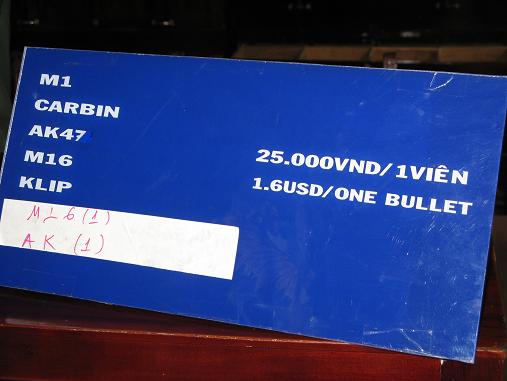 M1
CARBIN
AK47
M16
KLIP
25.000VND/1VIÊN
1.6USD/ONE BULLET
M16 (1)
AK (1)